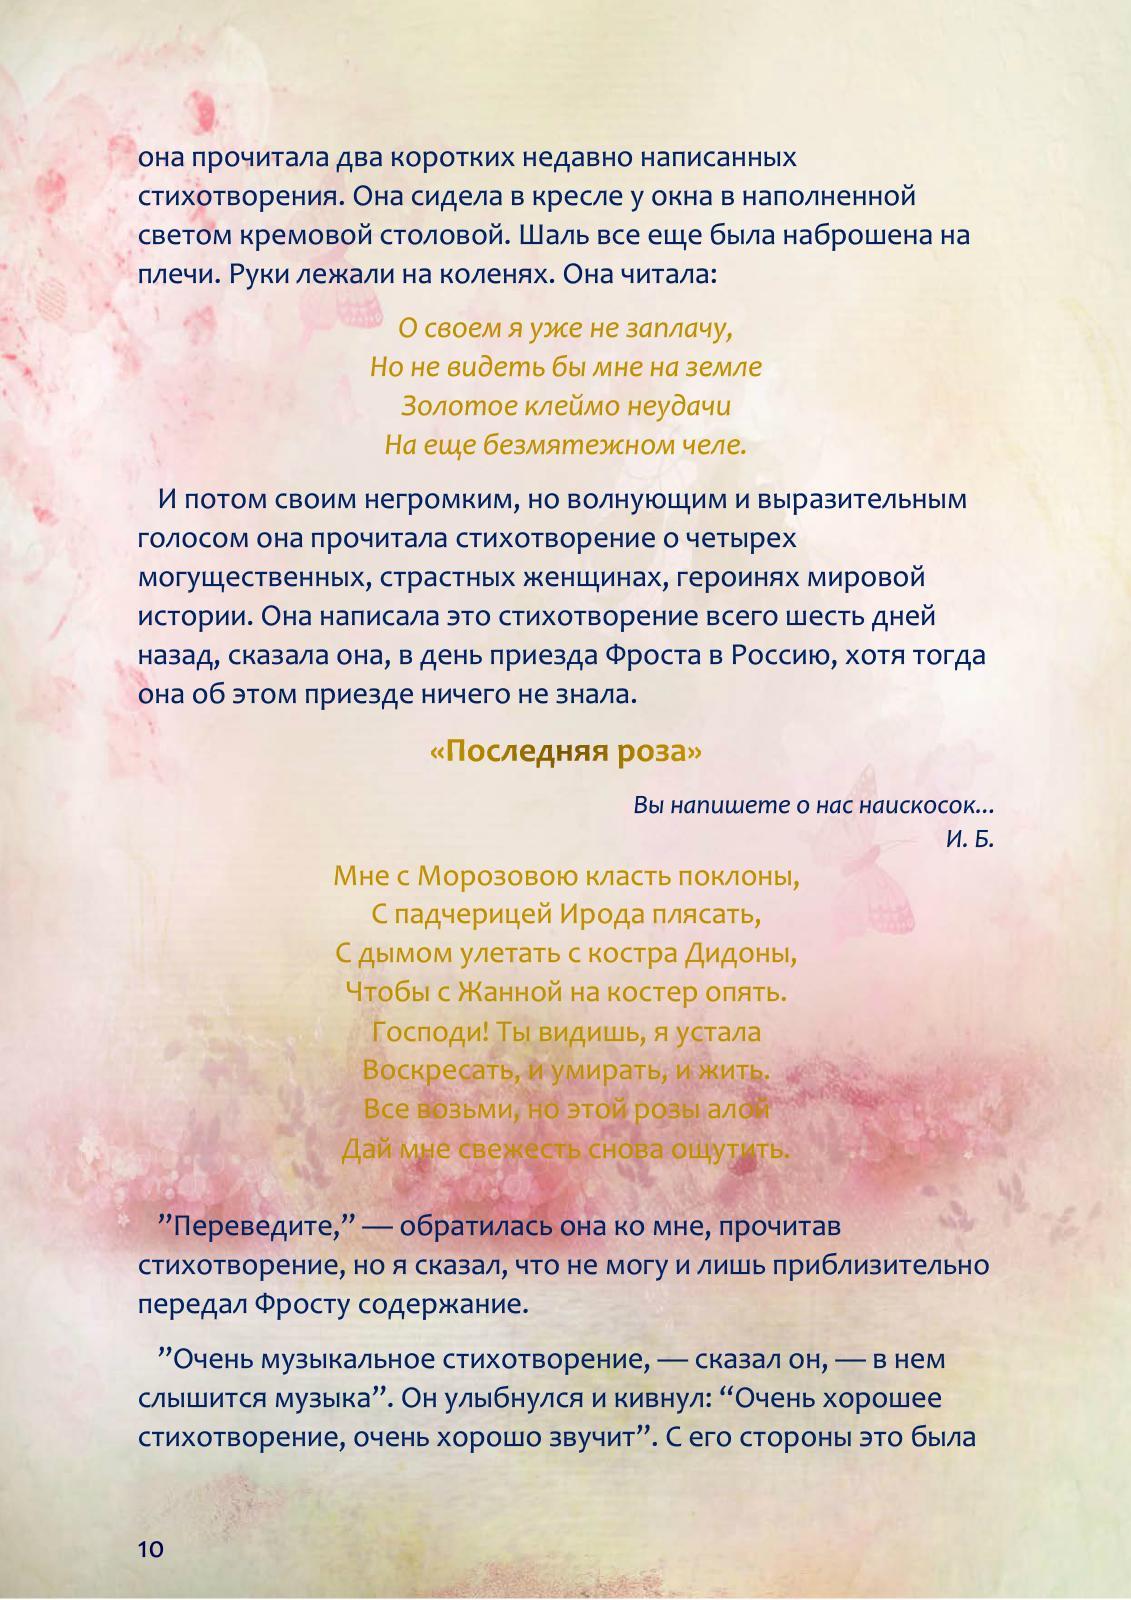 она прочитала два коротких недавно написанных
стихотворения. Она сидела в кресле у окна в наполненной
светом кремовой столовой. Шаль все еще была наброшена на
плечи. Руки лежали на коленях. Она читала:
О своем я уже не заплачу,
Но не видеть бы мне на земле
Золотое клеймо неудачи
На еще безмятежном челе.
И потом своим негромким, но волнующим и выразительным
голосом она прочитала стихотворение о четырех
могущественных, страстных женщинах, героинях мировой
истории. Она написала это стихотворение всего шесть дней
назад, сказала она, в день приезда Фроста в Россию, хотя тогда
она об этом приезде ничего не знала.
«Последняя роза»
Вы напишете о нас наискосок...
И. Б.
Мне с Морозовою класть поклоны,
С падчерицей Ирода плясать,
С дымом улетать с костра Дидоны,
Чтобы с Жанной на костер опять.
Господи! Ты видишь, я устала
Воскресать, и умирать, и жить.
Все возьми, но этой розы алой
Дай мне свежесть снова ощутить.
”Переведите,” — обратилась она ко мне, прочитав
стихотворение, но я сказал, что не могу и лишь приблизительно
передал Фросту содержание.
”Очень музыкальное стихотворение, — сказал он, — в нем
слышится музыка”. Он улыбнулся и кивнул: “Очень хорошее
стихотворение, очень хорошо звучит”. С его стороны это была
10